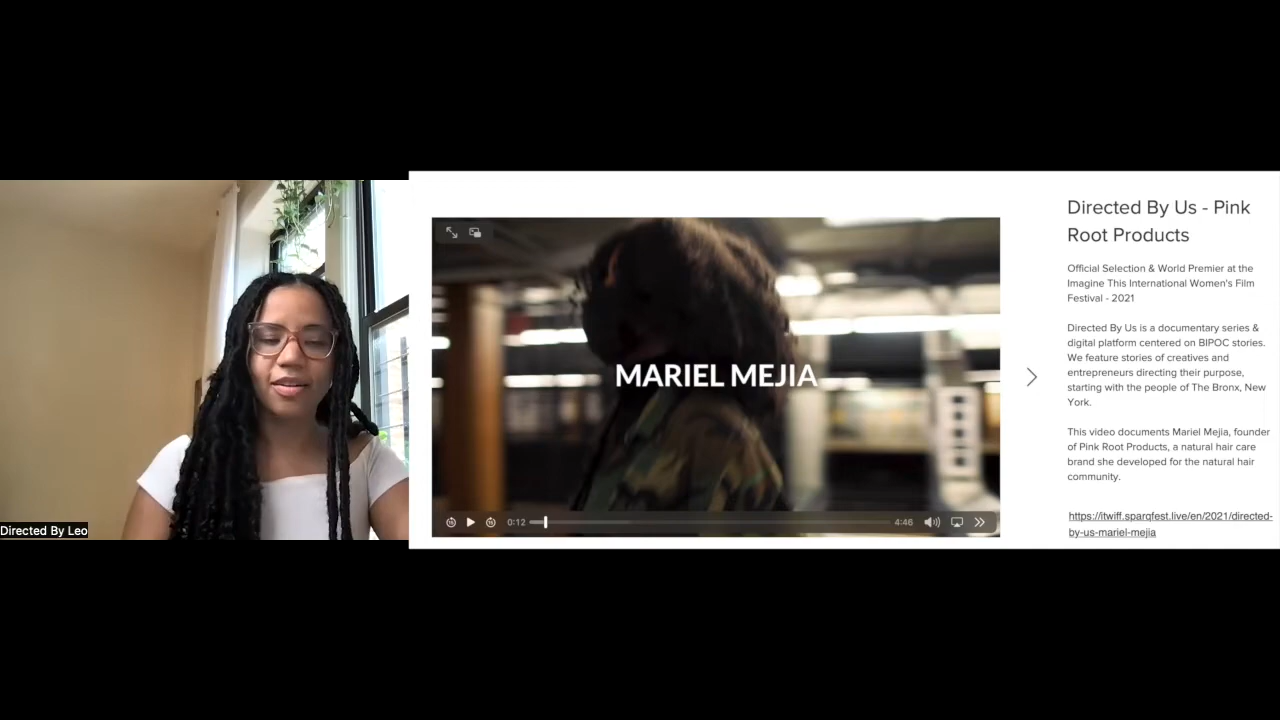 Directed By Leo
MARIEL MEJIA
0:12
4:46
Directed By Us - Pink
Root Products
Official Selection & World Premier at the
Imagine This International Women's Film
Festival - 2021
Directed By Us is a documentary series &
digital platform centered on BIPOC stories.
We feature stories of creatives and
entrepreneurs directing their purpose,
starting with the people of The Bronx, New
York.
This video documents Mariel Mejia, founder
of Pink Root Products, a natural hair care
brand she developed for the natural hair
community.
https://itwiff.sparqfest.live/en/2021/directed-
by-us-mariel-mejia